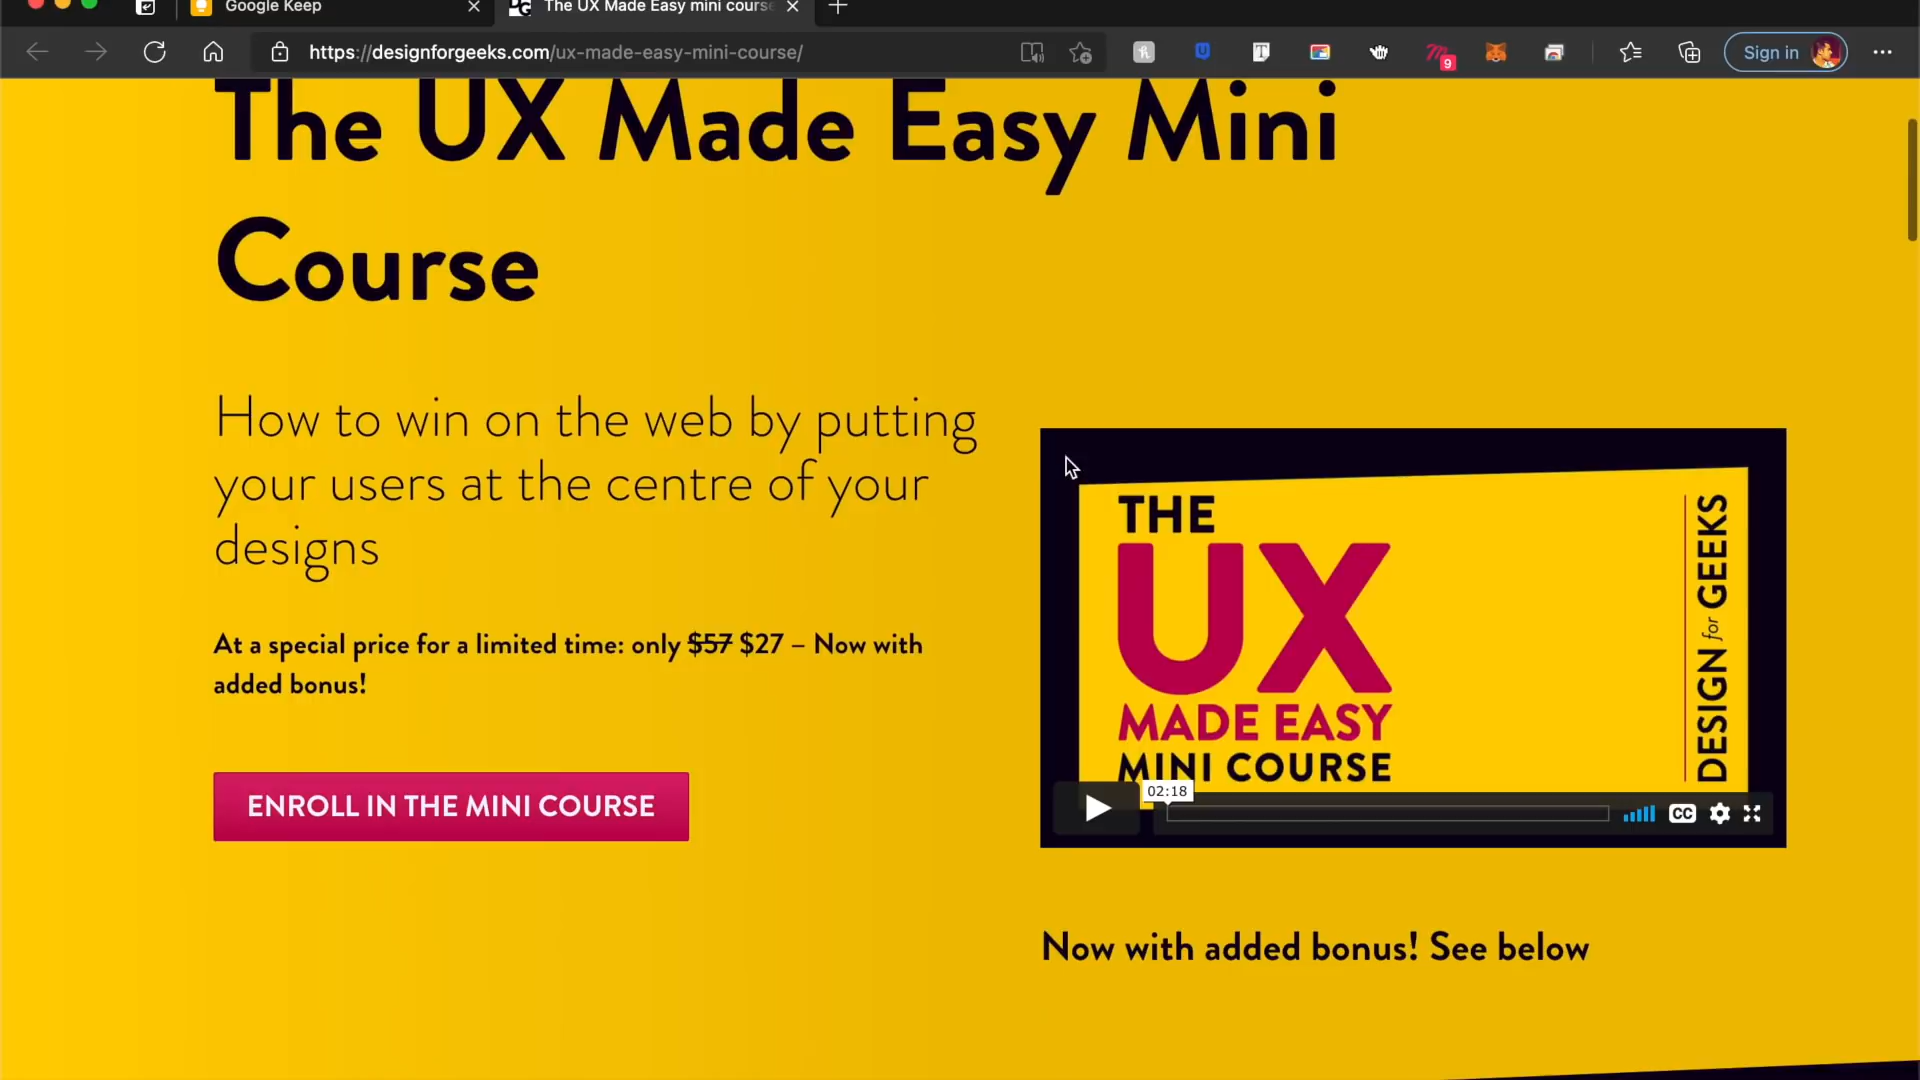 Google Keep
The UX Made Easy mini course
https://designforgeeks.com/ux-made-easy-mini-course/
9
Sign in
The UX Made Easy Mini
Course
How to win on the web by putting
your users at the centre of your
designs
At a special price for a limited time: only $57 $27 – Now with
added bonus!
ENROLL IN THE MINI COURSE
THE
UX
MADE EASY
MINI COURSE
DESIGN for GEEKS
02:18
CC
Now with added bonus! See below